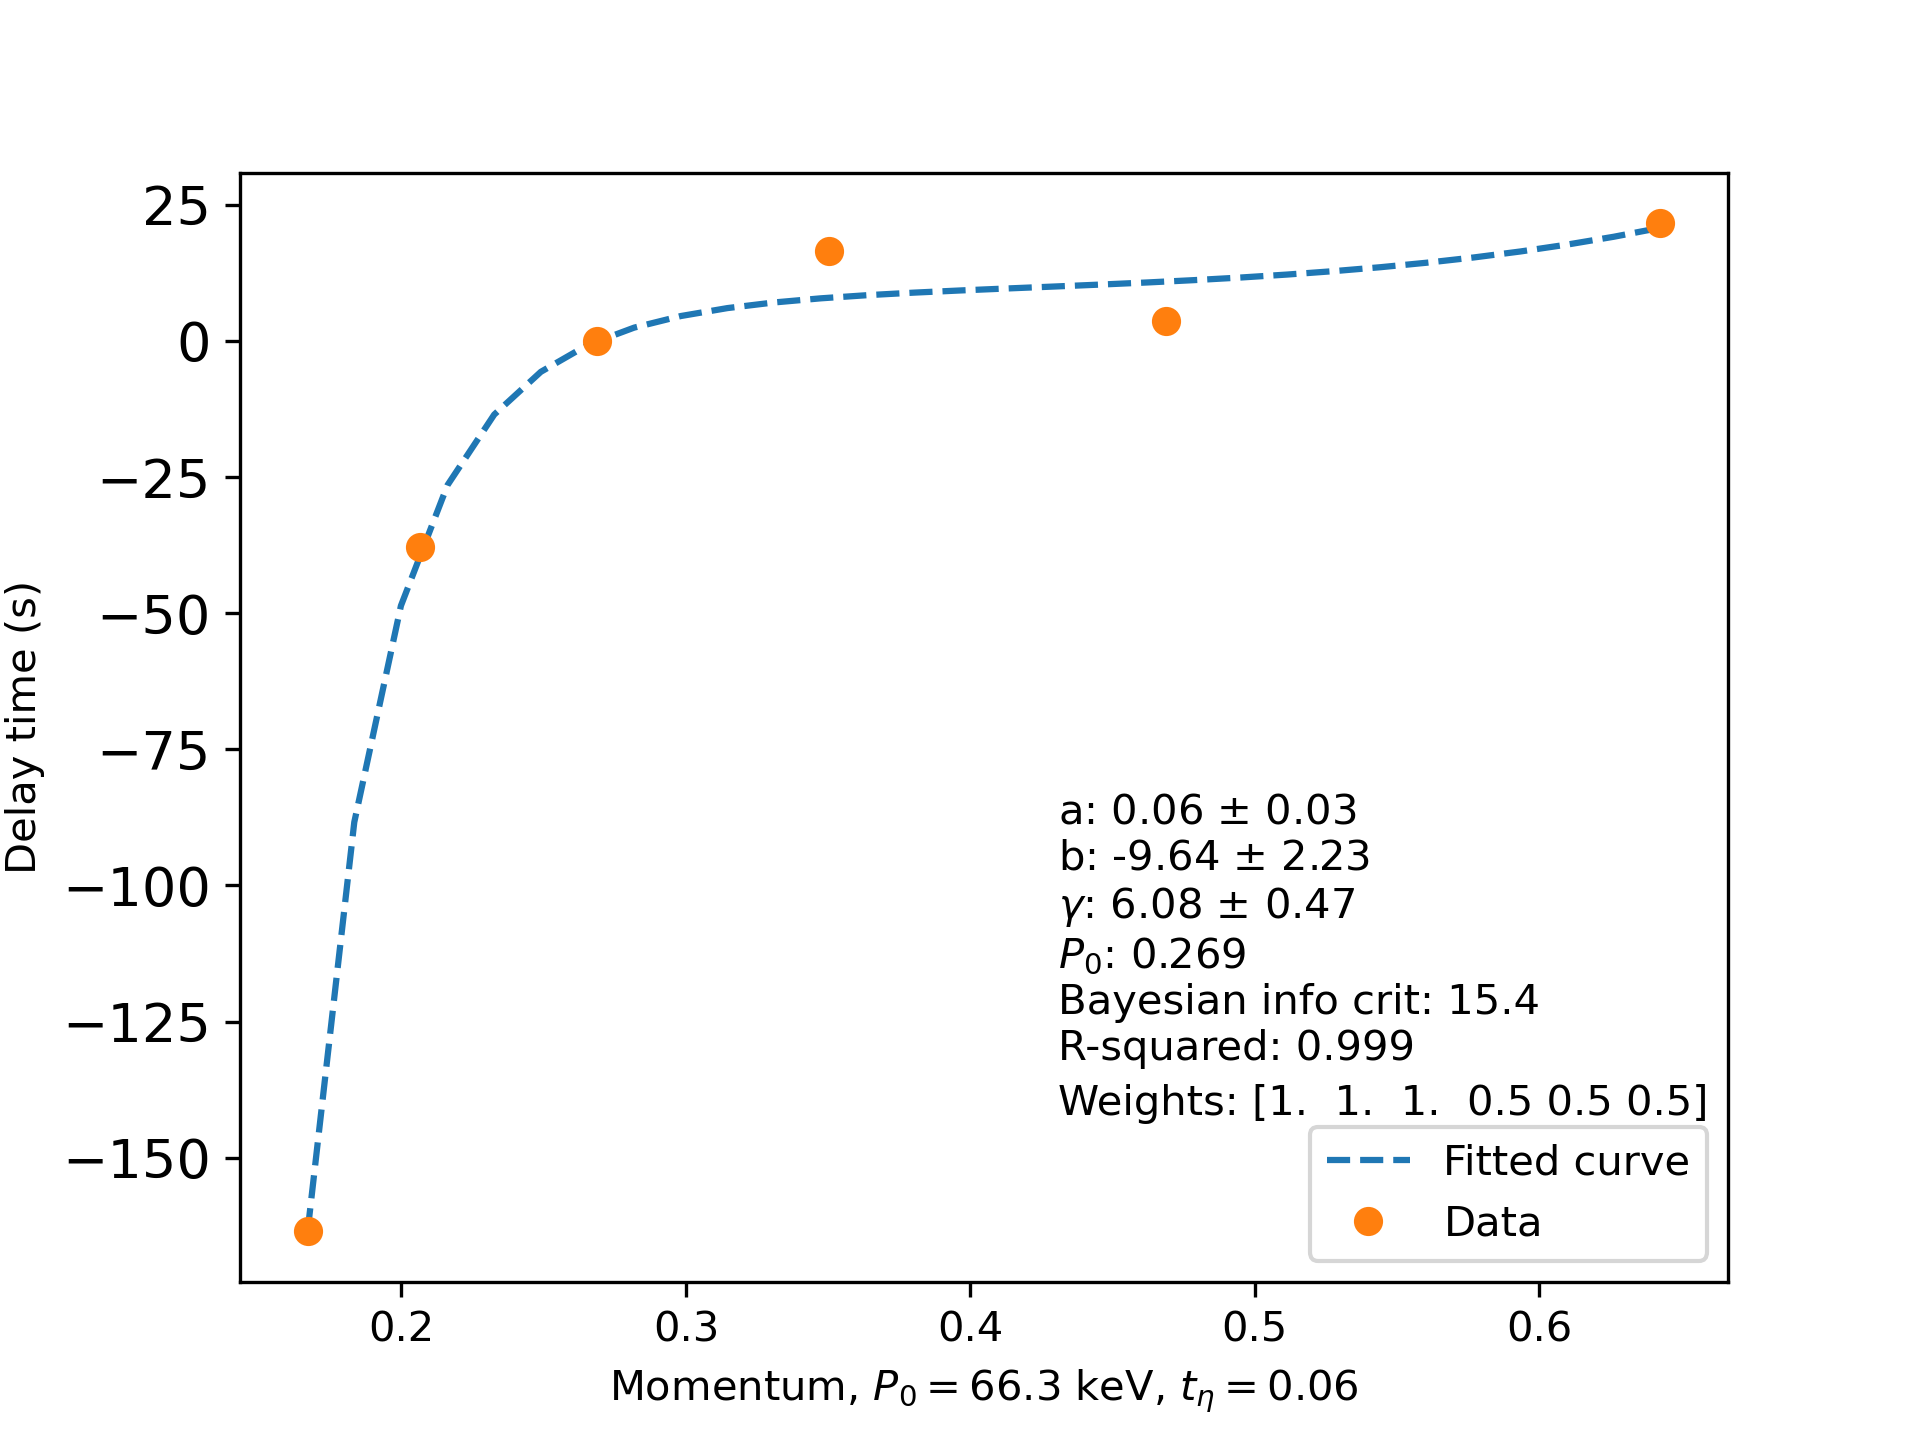 25
0
−25
−50
−75
−100
−125
−150
Delay time (s)
a: 0.06 ± 0.03
b: -9.64 ± 2.23
γ: 6.08 ± 0.47
P₀: 0.269
Bayesian info crit: 15.4
R-squared: 0.999
Weights: [1.  1.  1.  0.5 0.5 0.5]
Fitted curve
Data
0.2 0.3 0.4 0.5 0.6
Momentum, P₀ = 66.3 keV, tη = 0.06